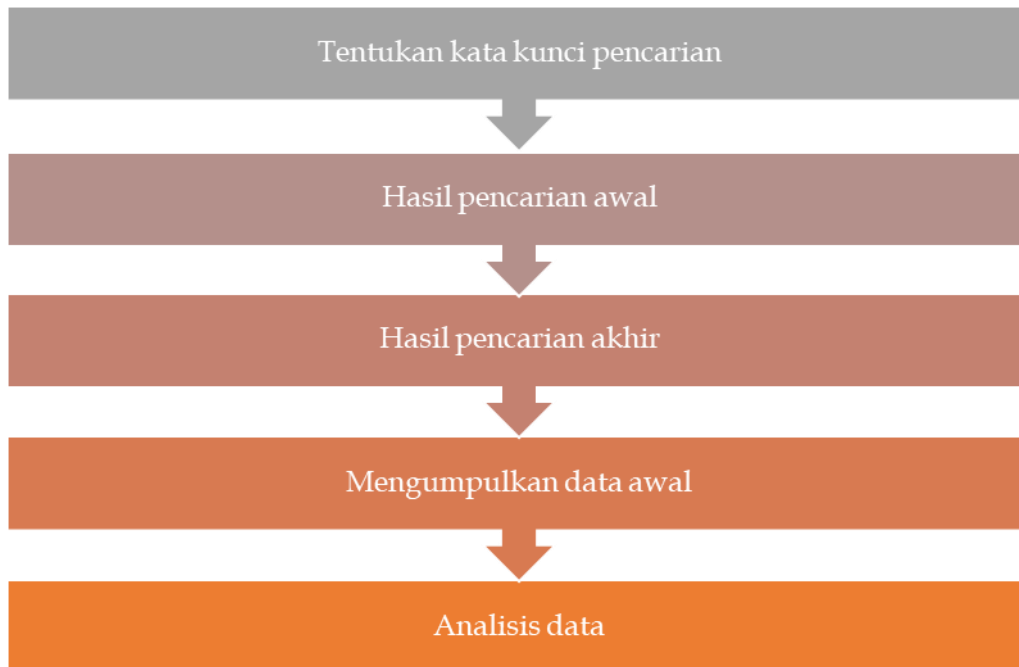 Tentukan kata kunci pencarian
Hasil pencarian awal
Hasil pencarian akhir
Mengumpulkan data awal
Analisis data